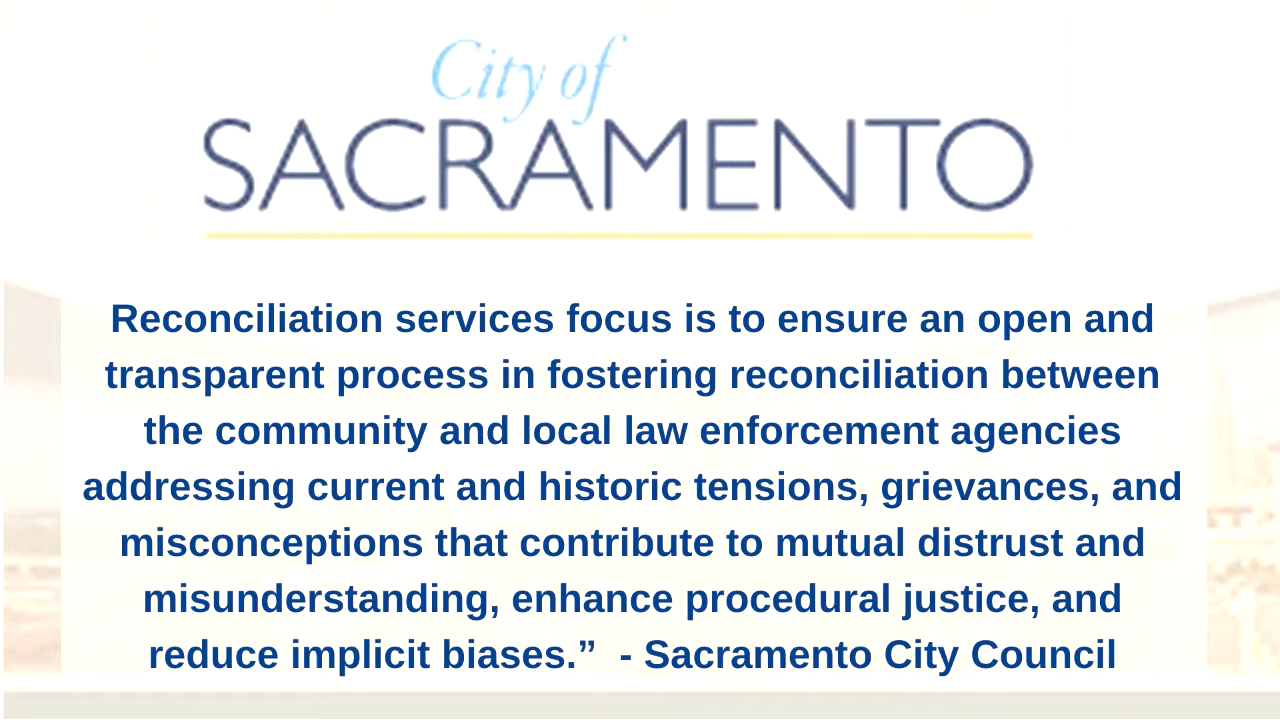 City of
SACRAMENTO
Reconciliation services focus is to ensure an open and
transparent process in fostering reconciliation between
the community and local law enforcement agencies
addressing current and historic tensions, grievances, and
misconceptions that contribute to mutual distrust and
misunderstanding, enhance procedural justice, and
reduce implicit biases.”  - Sacramento City Council